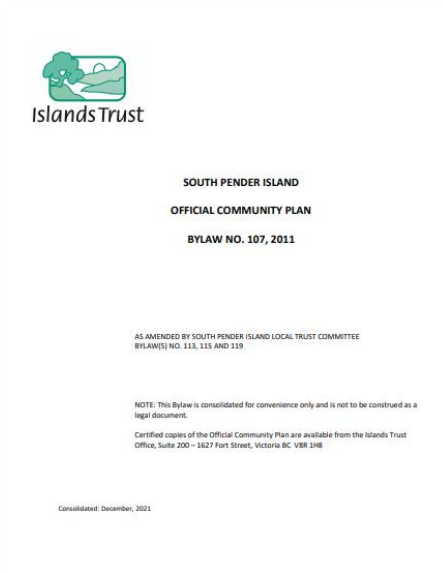 Islands Trust
SOUTH PENDER ISLAND
OFFICIAL COMMUNITY PLAN
BYLAW NO. 107, 2011
AS AMENDED BY SOUTH PENDER ISLAND LOCAL TRUST COMMITTEE
BYLAW(S) NO. 113, 115 AND 119
NOTE: This Bylaw is consolidated for convenience only and is not to be construed as a
legal document.
Certified copies of the Official Community Plan are available from the Islands Trust
Office, Suite 200 – 1627 Fort Street, Victoria BC V8R 1H8
Consolidated: December, 2021